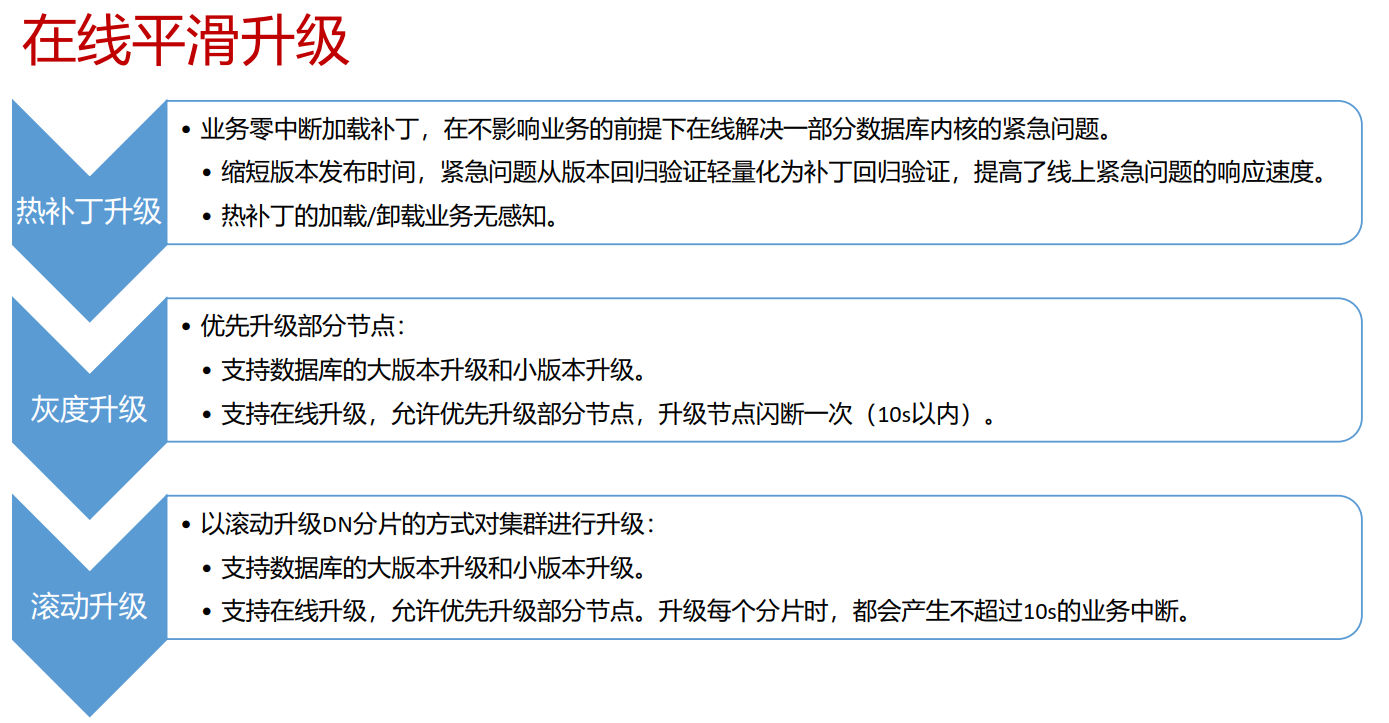 在线平滑升级
热补丁升级
• 业务零中断加载补丁，在不影响业务的前提下在线解决一部分数据库内核的紧急问题。
• 缩短版本发布时间，紧急问题从版本回归验证轻量化为补丁回归验证，提高了线上紧急问题的响应速度。
• 热补丁的加载/卸载业务无感知。
灰度升级
• 优先升级部分节点：
• 支持数据库的大版本升级和小版本升级。
• 支持在线升级，允许优先升级部分节点，升级节点闪断一次（10s以内）。
滚动升级
• 以滚动升级DN分片的方式对集群进行升级：
• 支持数据库的大版本升级和小版本升级。
• 支持在线升级，允许优先升级部分节点。升级每个分片时，都会产生不超过10s的业务中断。